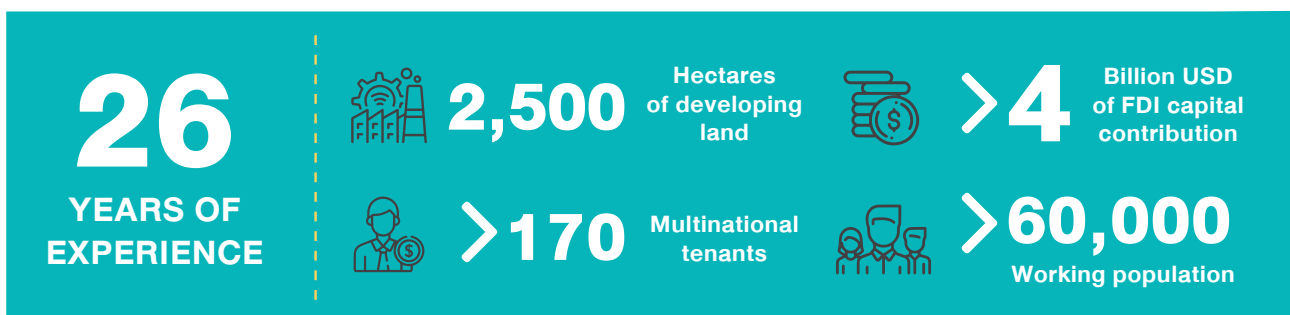 26
YEARS OF
EXPERIENCE
2,500
Hectares
of developing
land
>4
Billion USD
of FDI capital
contribution
>170
Multinational
tenants
>60,000
Working population